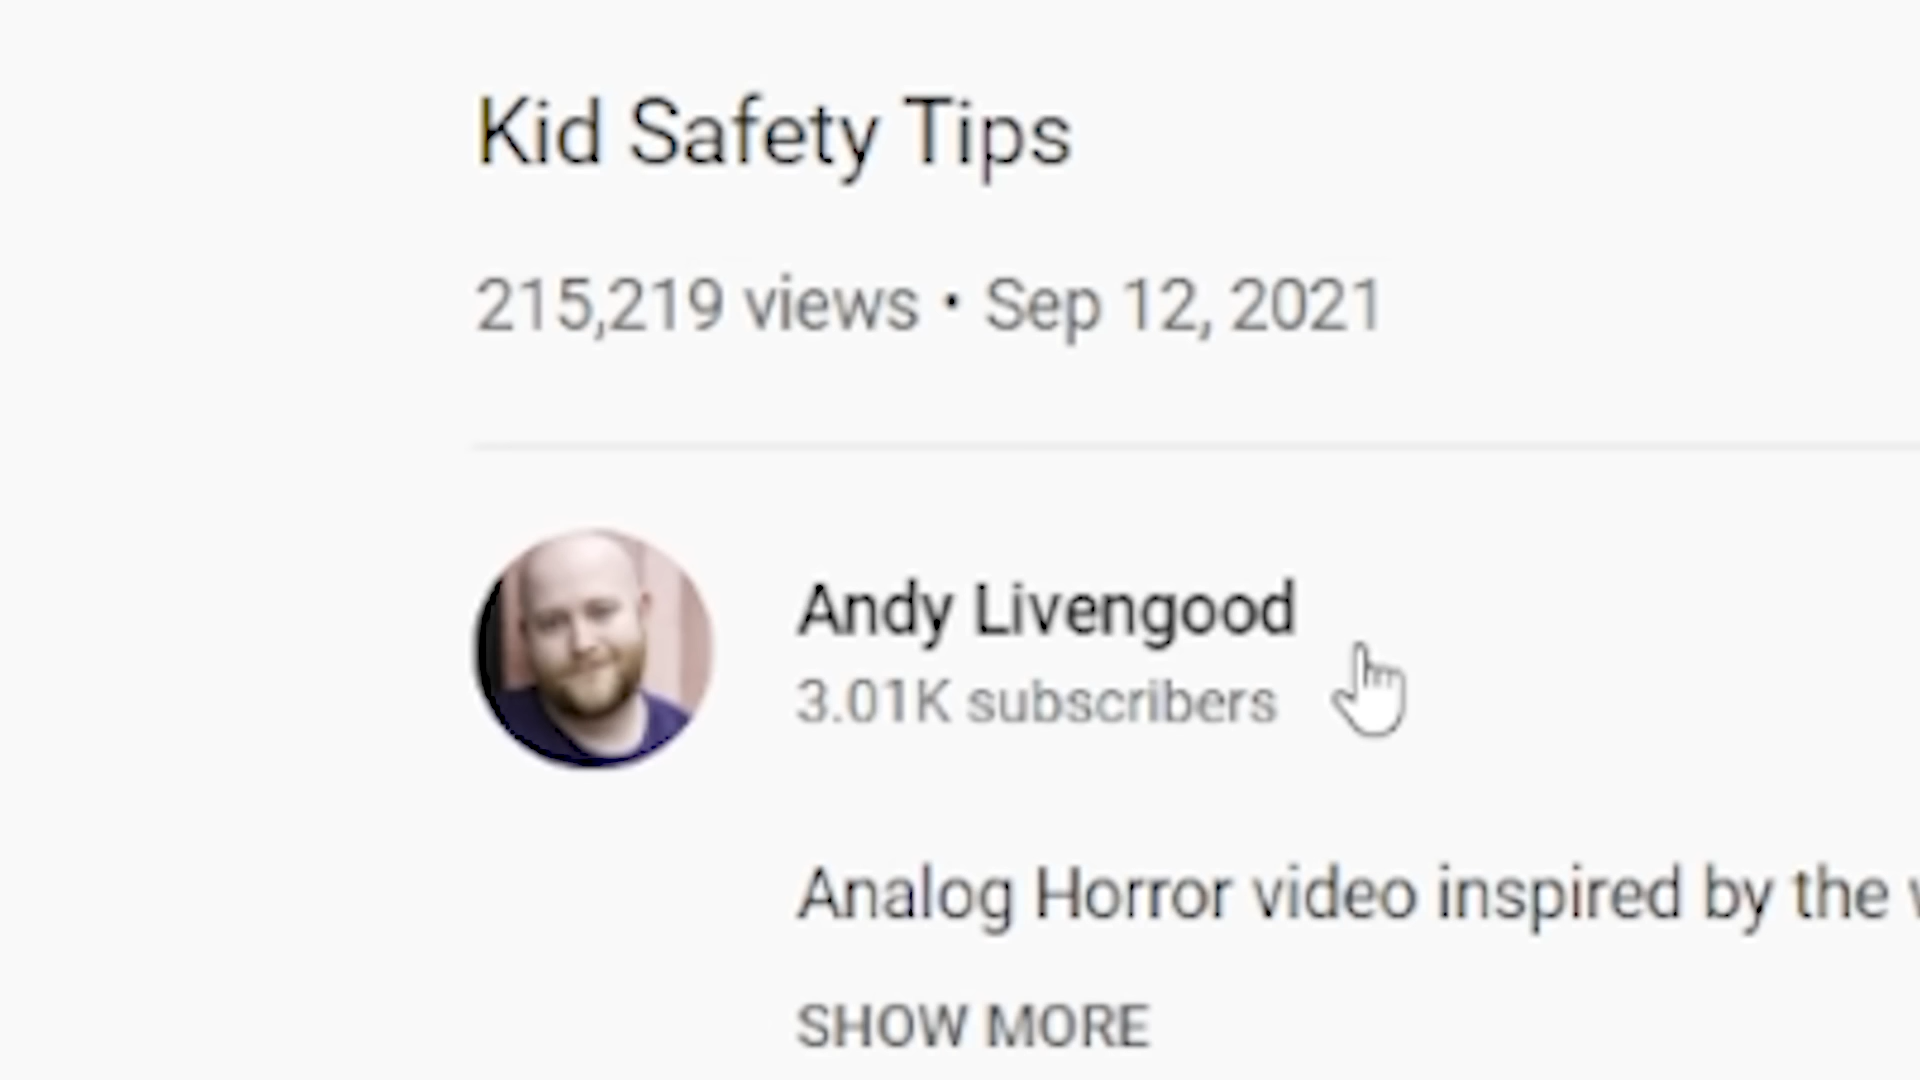 Kid Safety Tips
215,219 views • Sep 12, 2021
Andy Livengood
3.01K subscribers
Analog Horror video inspired by the
SHOW MORE